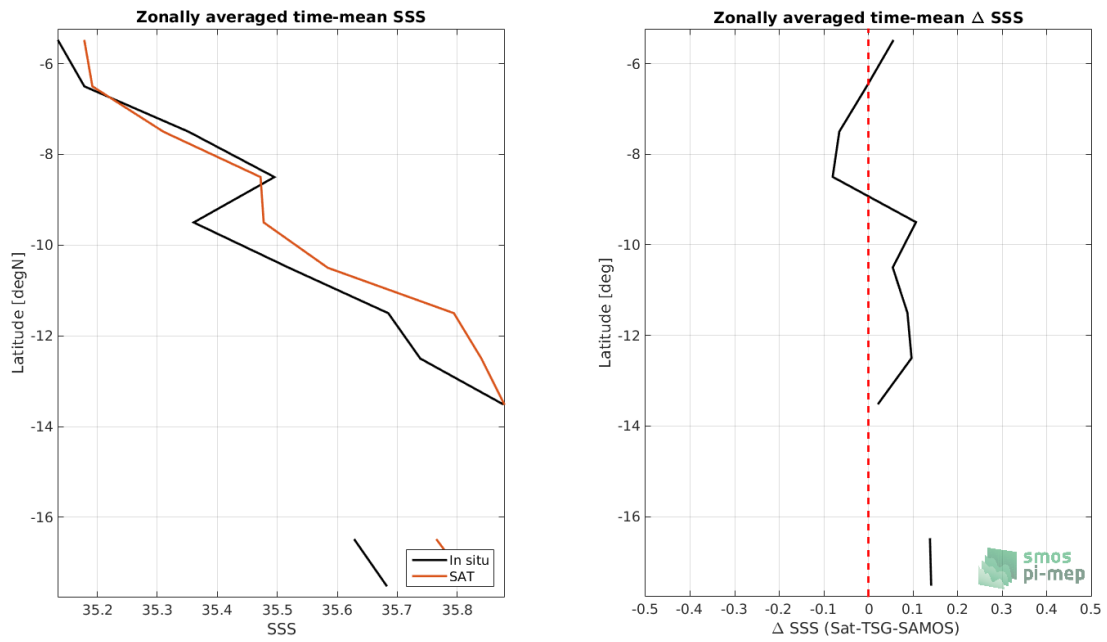 Zonally averaged time-mean SSS
-6
-8
-10
-12
-14
-16
Latitude [degN]
35.2 35.3 35.4 35.5 35.6 35.7 35.8
SSS
In situ
SAT
Zonally averaged time-mean Δ SSS
-6
-8
-10
-12
-14
-16
Latitude [deg]
-0.5 -0.4 -0.3 -0.2 -0.1 0 0.1 0.2 0.3 0.4 0.5
Δ SSS (Sat-TSG-SAMOS)
smos
pi-mep